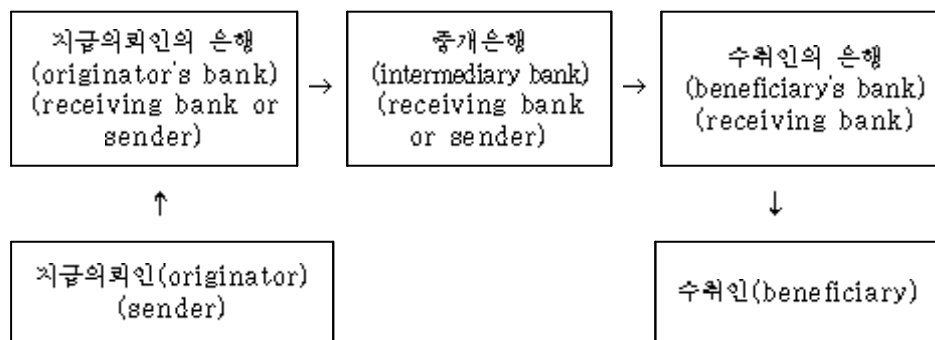 지급의뢰인의 은행
(originator's bank)
(receiving bank or
sender)
→
중개은행
(intermediary bank)
(receiving bank
or sender)
→
수취인의 은행
(beneficiary's bank)
(receiving bank)
↑
↓
지급의뢰인(originator)
(sender)
수취인(beneficiary)